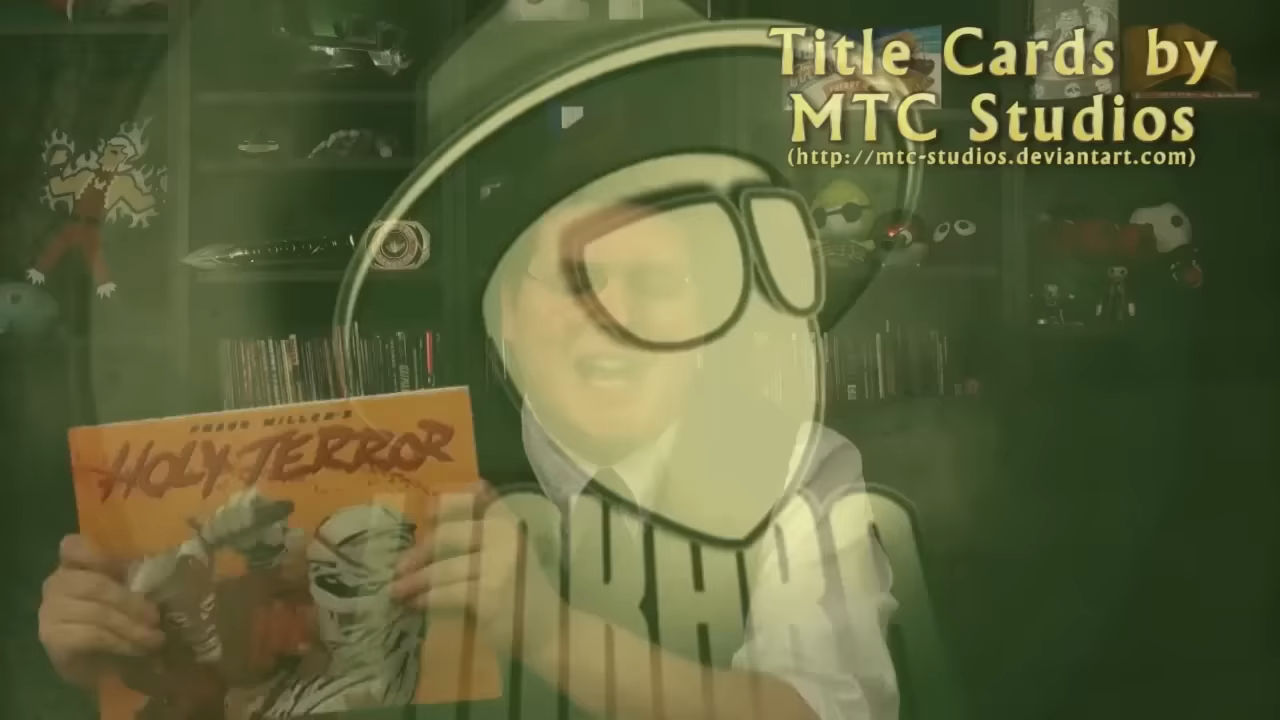 Title Cards by
MTC Studios
(http://mtc-studios.deviantart.com)
FRANK MILLER'S
HOLY TERROR